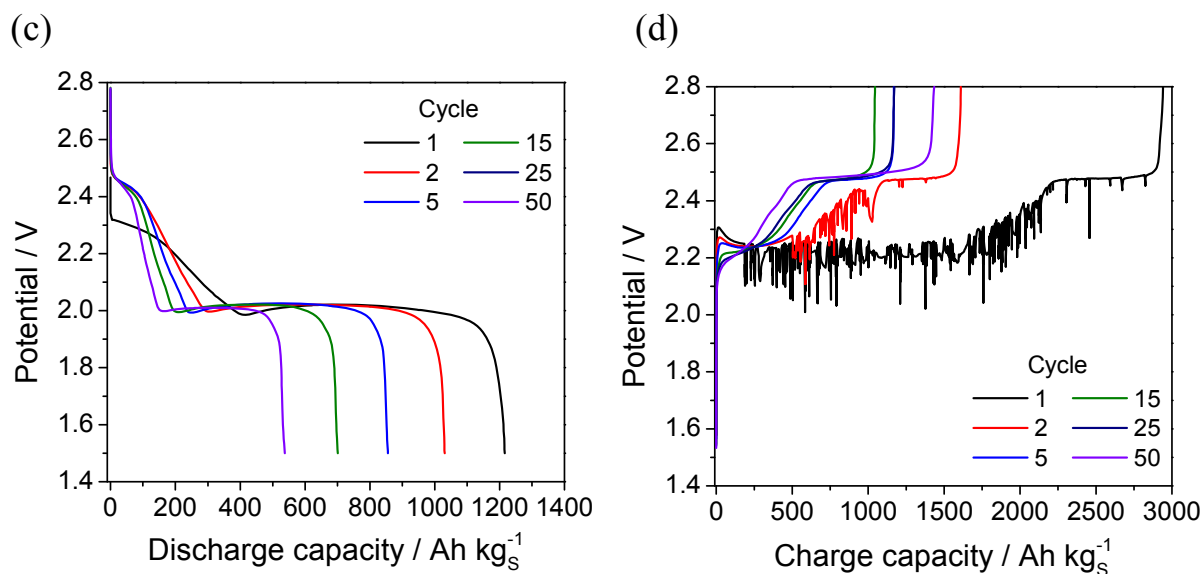 (c)
2.8
2.6
2.4
2.2
2.0
1.8
1.6
1.4
Potential / V
Cycle
1 15
2 25
5 50
0 200 400 600 800 1000 1200 1400
Discharge capacity / Ah kg_S^-1
(d)
2.8
2.6
2.4
2.2
2.0
1.8
1.6
1.4
Potential / V
Cycle
1 15
2 25
5 50
0 500 1000 1500 2000 2500 3000
Charge capacity / Ah kg_S^-1